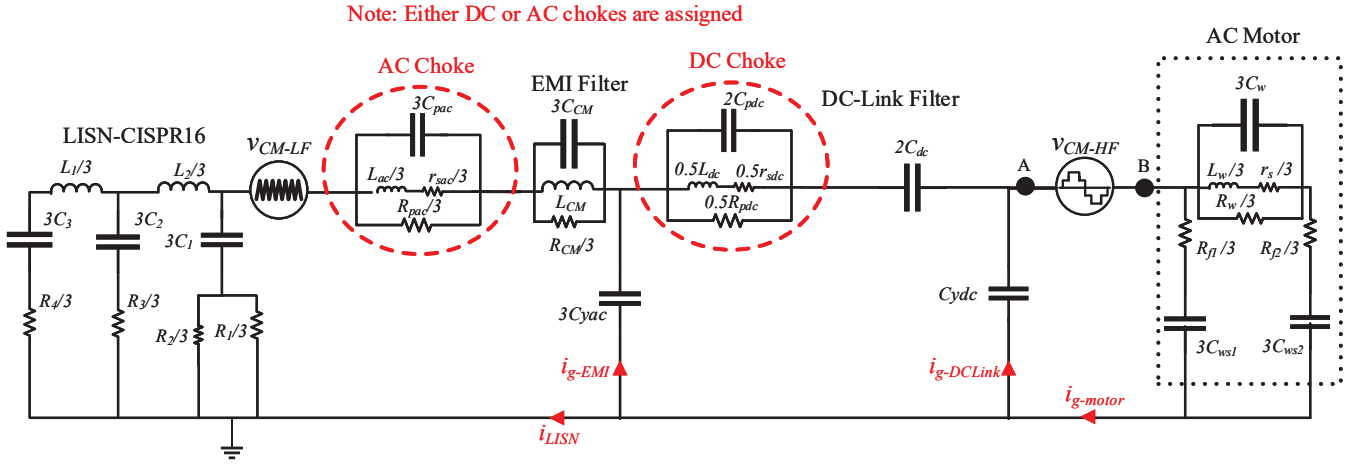 Note: Either DC or AC chokes are assigned
AC Motor
AC Choke
DC Choke
EMI Filter
3C_w
3C_pac
3C_CM
2C_pdc
DC-Link Filter
LISN-CISPR16
v_CM-LF
v_CM-HF
2C_dc
L_1/3
L_2/3
L_ac/3
r_sac/3
0.5L_dc
0.5r_sdc
A
B
L_w/3
r_s/3
R_pac/3
L_CM
0.5R_pdc
R_w/3
3C_3
3C_2
3C_1
R_CM/3
R_f1/3
R_f2/3
R_4/3
R_3/3
R_2/3
R_1/3
3Cyac
Cydc
3C_ws1
3C_ws2
i_g-EMI
i_g-DCLink
i_g-motor
i_LISN